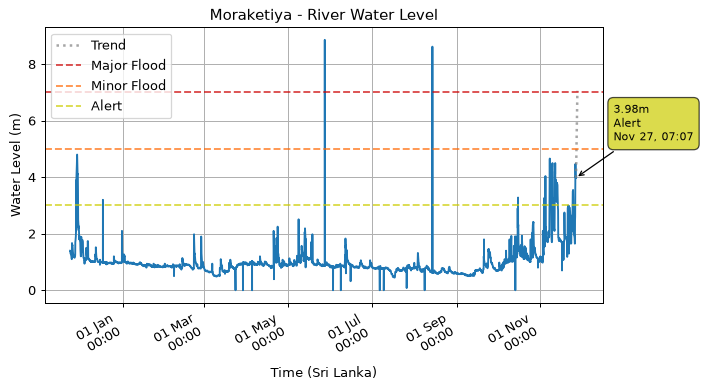 Moraketiya - River Water Level
Trend
Major Flood
Minor Flood
Alert
3.98m
Alert
Nov 27, 07:07
Water Level (m)
8
6
4
2
0
01 Jan
00:00
01 Mar
00:00
01 May
00:00
01 Jul
00:00
01 Sep
00:00
01 Nov
00:00
Time (Sri Lanka)